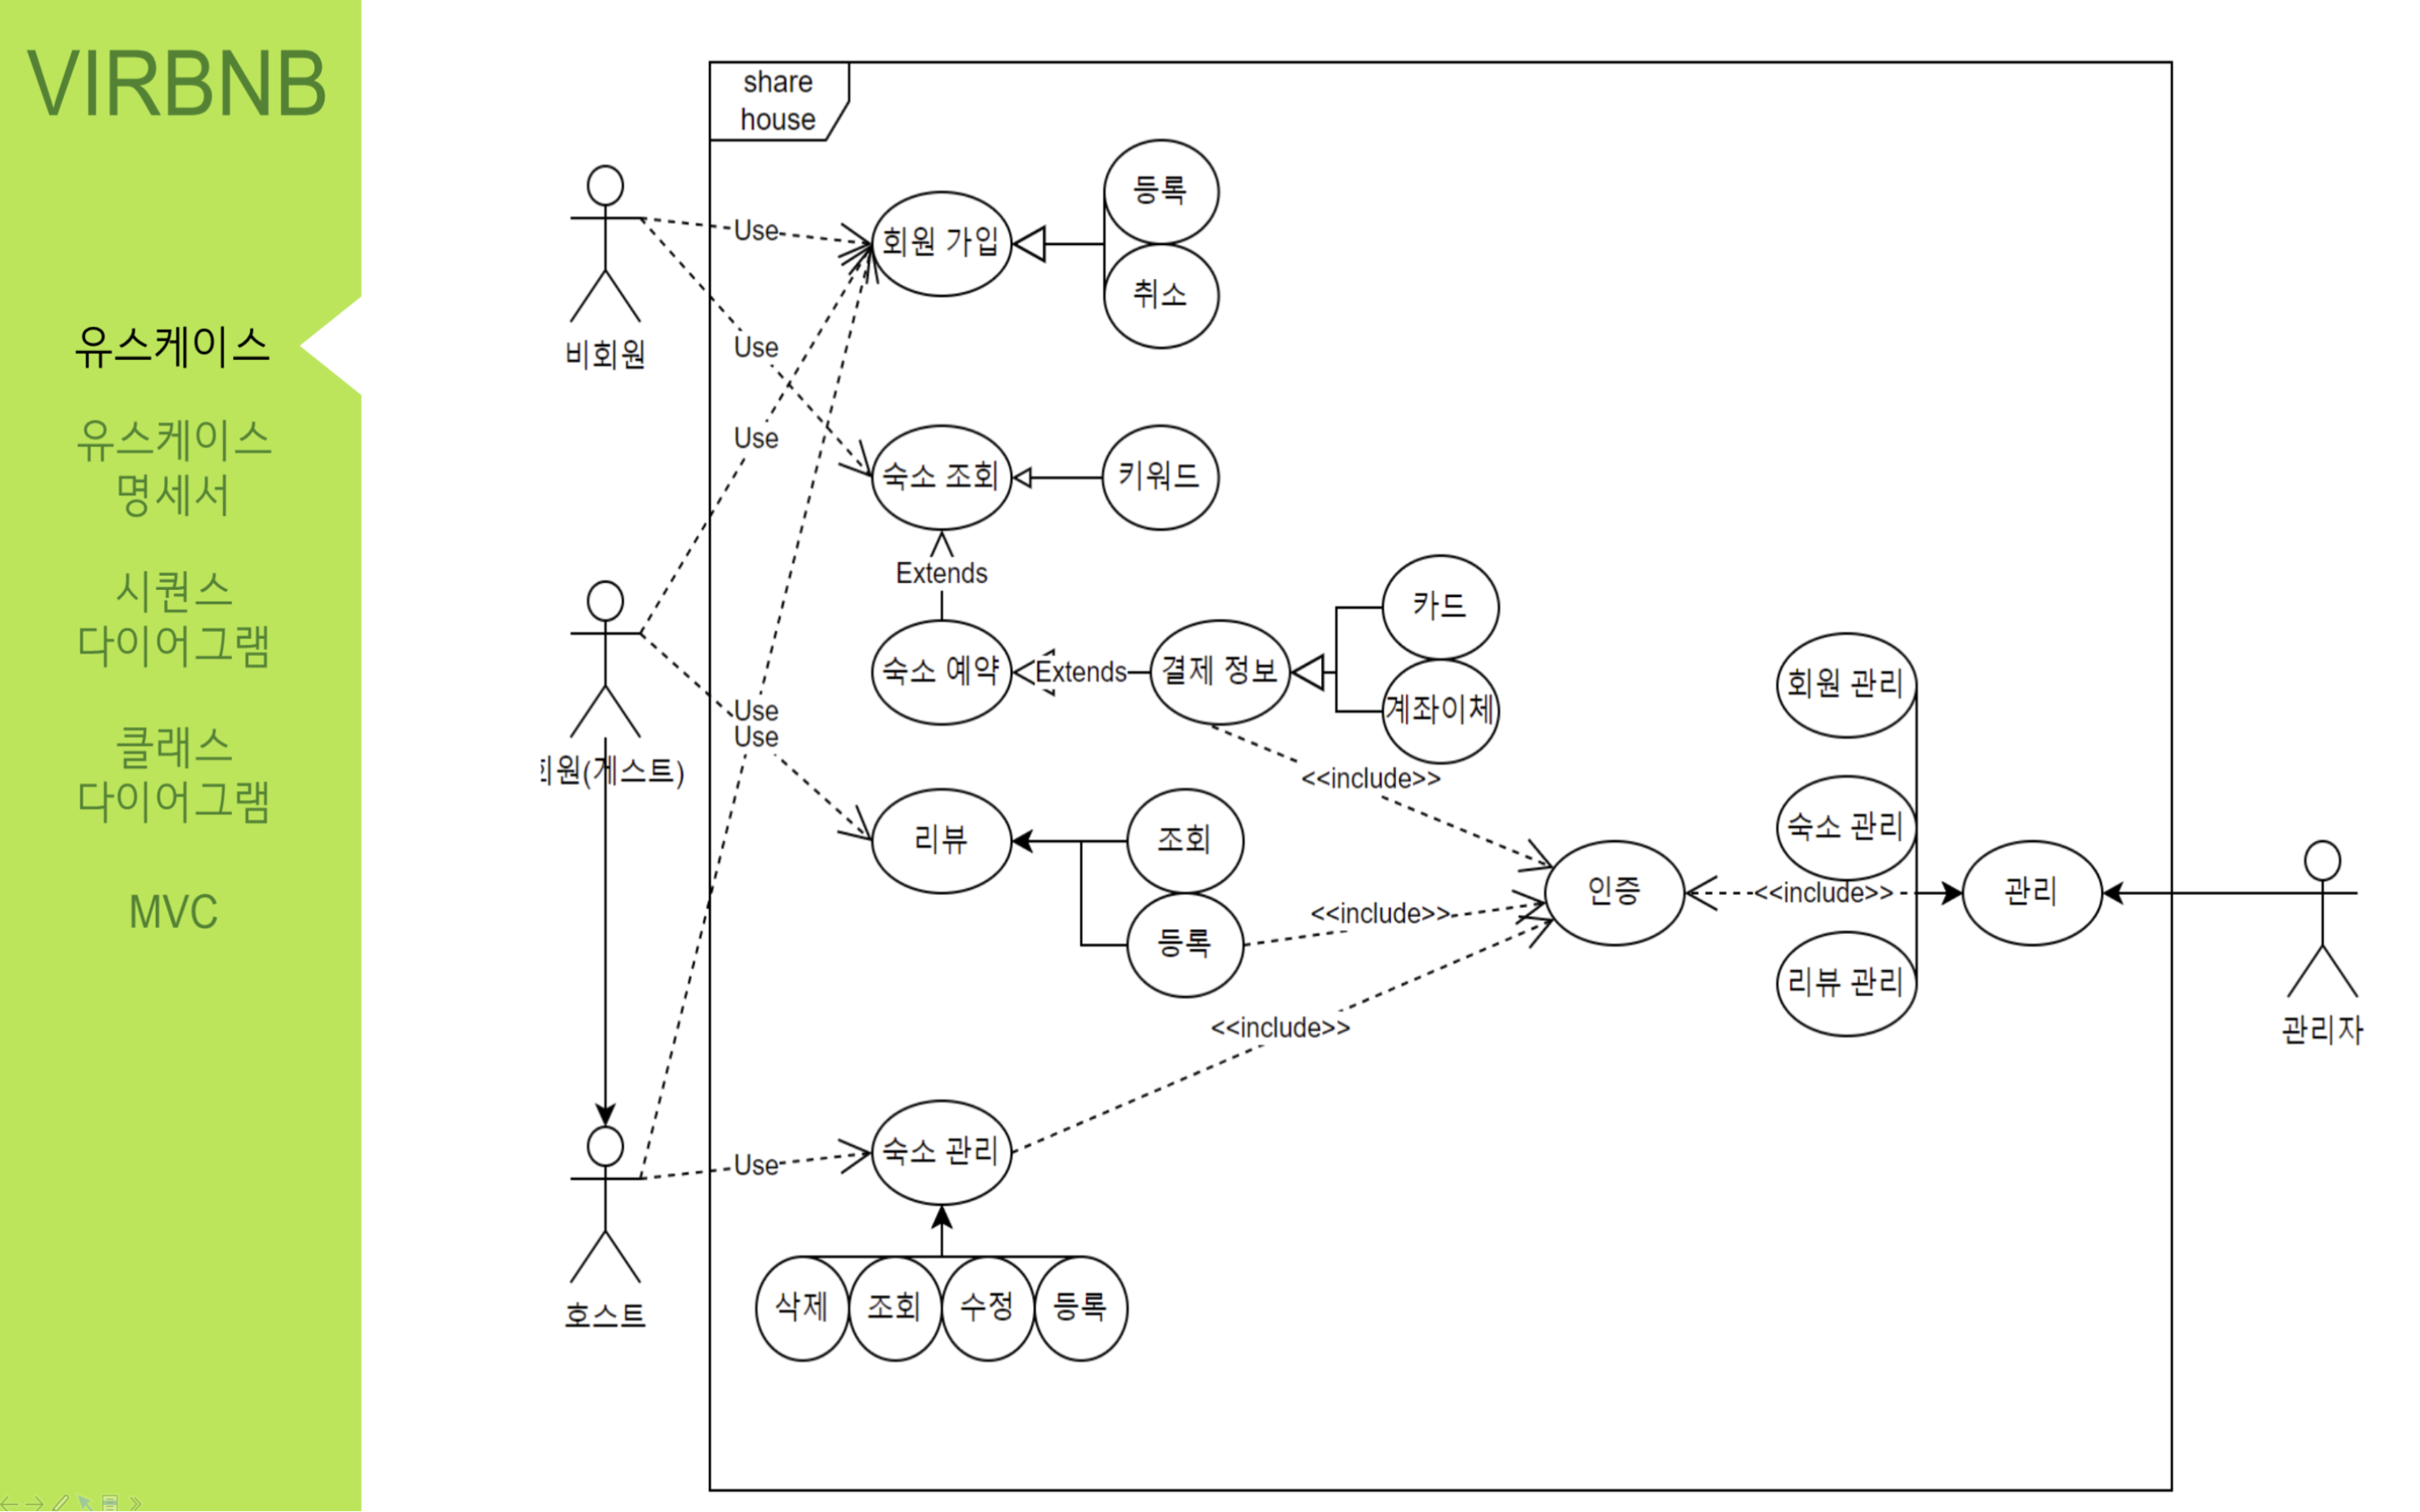 VIRBNB
유스케이스
유스케이스
명세서
시퀀스
다이어그램
클래스
다이어그램
MVC
share
house
비회원
회원(게스트)
호스트
관리자
Use
Use
Use
Use
Use
Use
회원 가입
등록
취소
숙소 조회
키워드
Extends
숙소 예약
Extends
결제 정보
카드
계좌이체
<<include>>
리뷰
조회
등록
<<include>>
인증
<<include>>
회원 관리
숙소 관리
리뷰 관리
관리
<<include>>
숙소 관리
삭제
조회
수정
등록